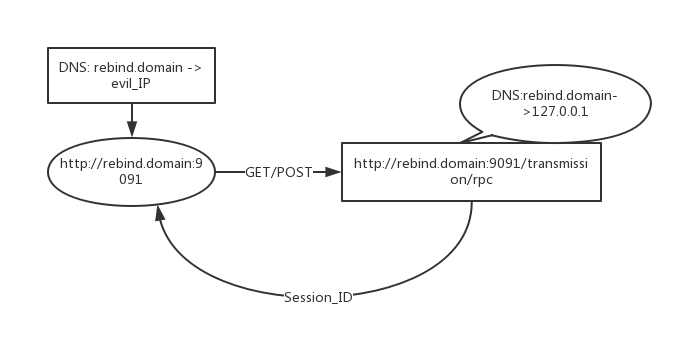 DNS: rebind.domain ->
evil_IP
DNS:rebind.domain-
>127.0.0.1
http://rebind.domain:9
091
GET/POST
http://rebind.domain:9091/transmissi
on/rpc
Session_ID